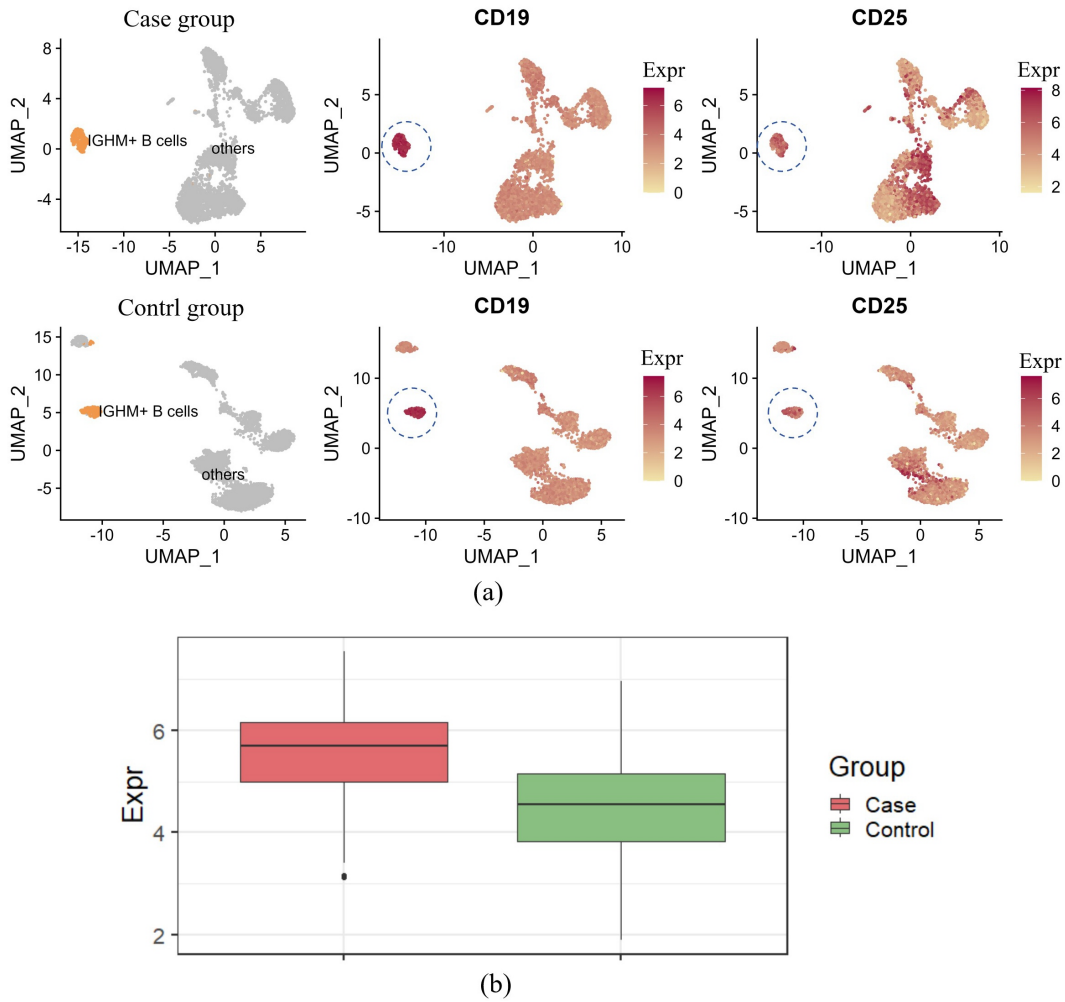 Case group
CD19
CD25
UMAP_2
8
4
0
-4
IGHM+ B cells
others
-15
-10
-5
0
5
UMAP_1
UMAP_2
5
0
-5
-10
0
10
UMAP_1
Expr
6
4
2
0
UMAP_2
5
0
-5
-10
0
10
UMAP_1
Expr
8
6
4
2
Contrl group
CD19
CD25
UMAP_2
15
10
5
0
-5
IGHM+ B cells
others
-10
-5
0
5
UMAP_1
UMAP_2
10
0
-10
-10
-5
0
5
UMAP_1
Expr
6
4
2
0
UMAP_2
10
0
-10
-10
-5
0
5
UMAP_1
Expr
6
4
2
0
(a)
Expr
6
4
2
Group
Case
Control
(b)